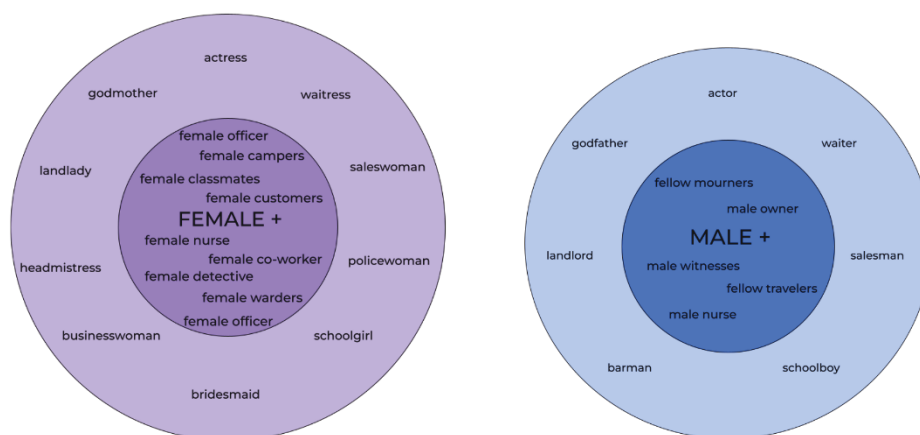 actress
godmother
waitress
female officer
female campers
landlady
saleswoman
female classmates
female customers
FEMALE +
female nurse
female co-worker
headmistress
policewoman
female detective
female warders
female officer
businesswoman
schoolgirl
bridesmaid
actor
godfather
waiter
fellow mourners
male owner
MALE +
landlord
salesman
male witnesses
fellow travelers
male nurse
barman
schoolboy